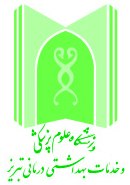 دانشگاه علوم پزشکی
و خدمات بهداشتی درمانی تبریز